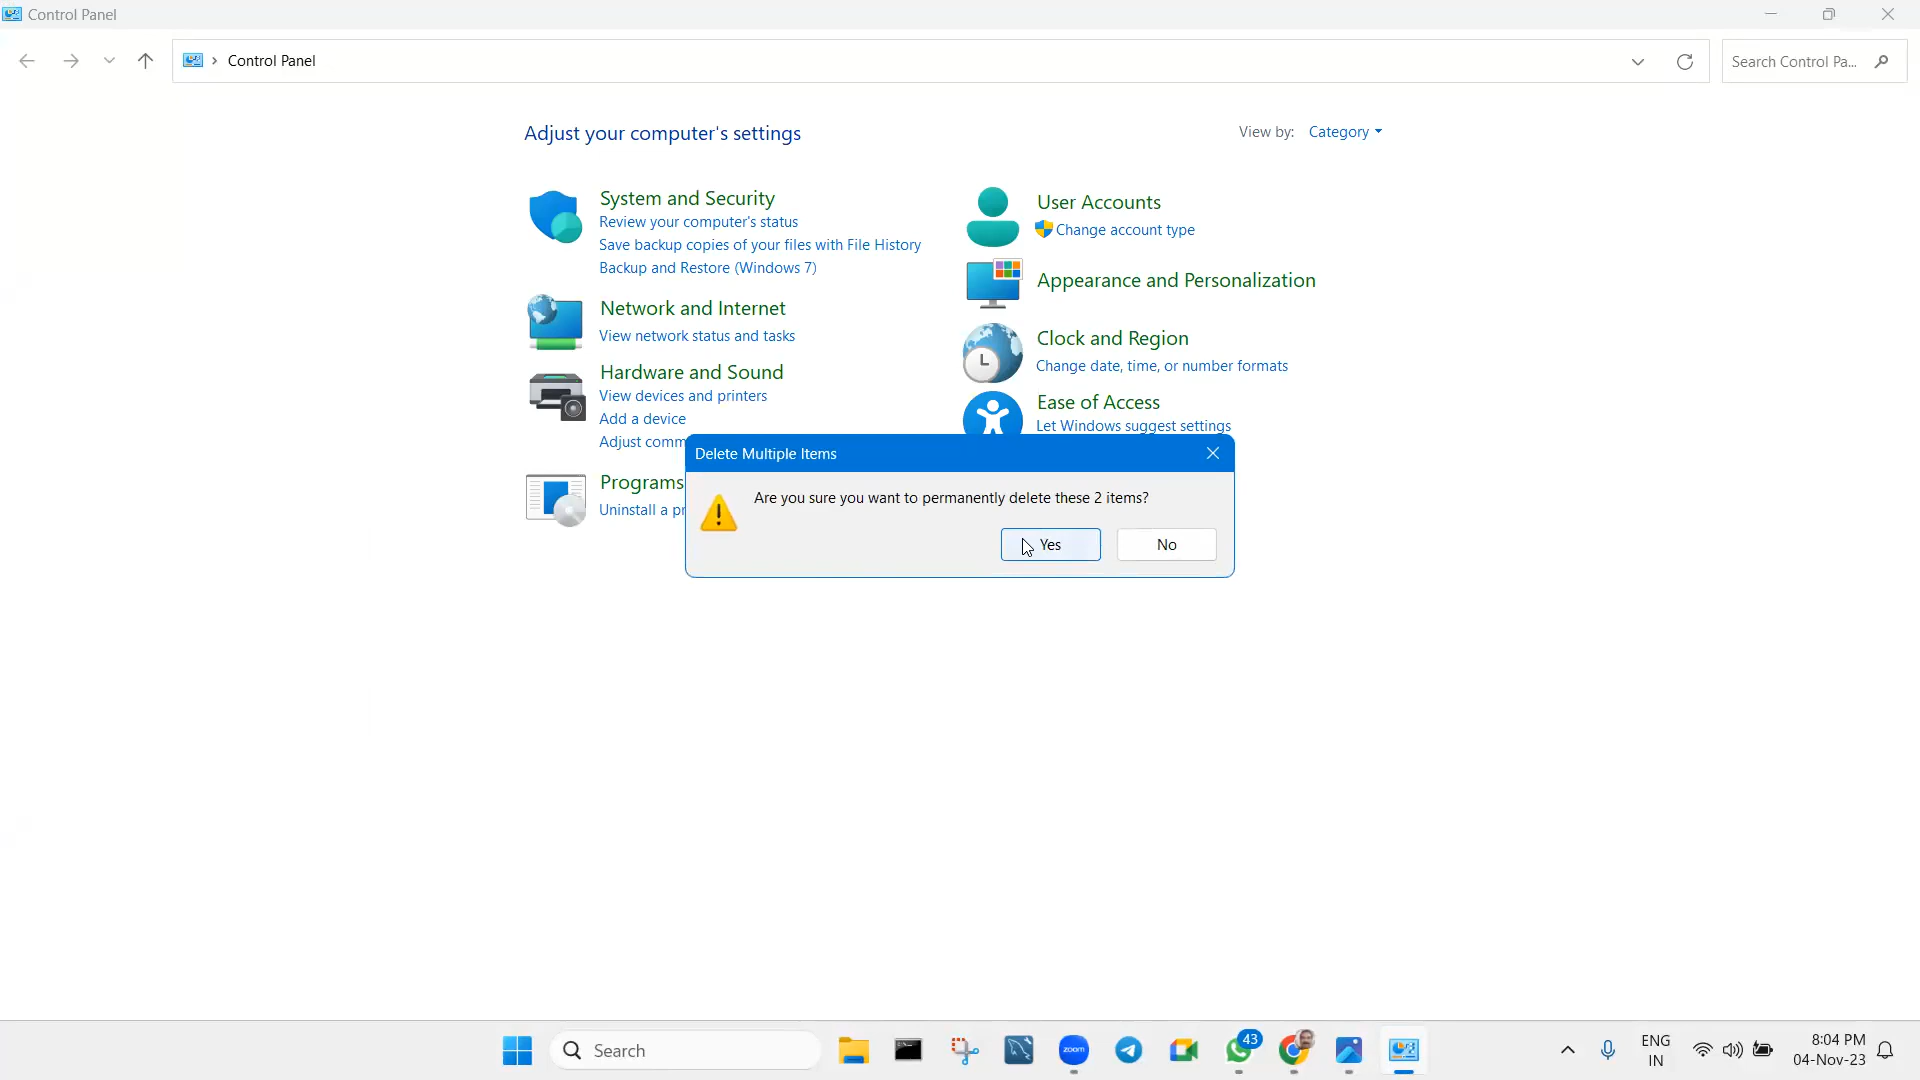 Control Panel
Control Panel
Search Control Pa...
Adjust your computer's settings
View by: Category
System and Security
Review your computer's status
Save backup copies of your files with File History
Backup and Restore (Windows 7)
Network and Internet
View network status and tasks
Hardware and Sound
View devices and printers
Add a device
Adjust comm
Programs
Uninstall a pr
User Accounts
Change account type
Appearance and Personalization
Clock and Region
Change date, time, or number formats
Ease of Access
Let Windows suggest settings
Delete Multiple Items
Are you sure you want to permanently delete these 2 items?
Yes No
Search
zoom
43
ENG
IN
8:04 PM
04-Nov-23